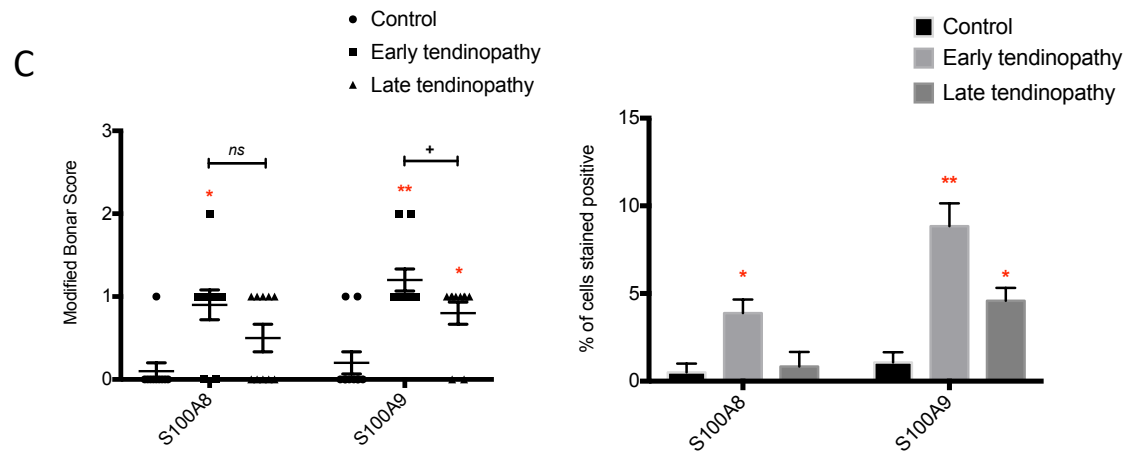 C
Control
Early tendinopathy
Late tendinopathy
Modified Bonar Score
3
2
1
0
ns
*
+
**
*
S100A8
S100A9
Control
Early tendinopathy
Late tendinopathy
% of cells stained positive
15
10
5
0
*
**
*
S100A8
S100A9